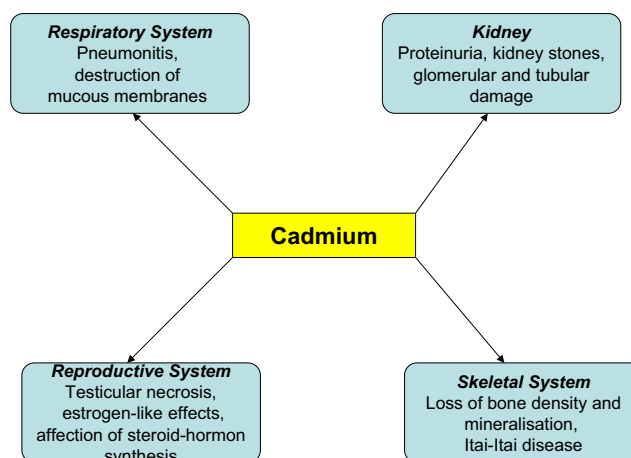 Respiratory System
Pneumonitis,
destruction of
mucous membranes
Kidney
Proteinuria, kidney stones,
glomerular and tubular
damage
Cadmium
Reproductive System
Testicular necrosis,
estrogen-like effects,
affection of steroid-hormon
synthesis
Skeletal System
Loss of bone density and
mineralisation,
Itai-Itai disease